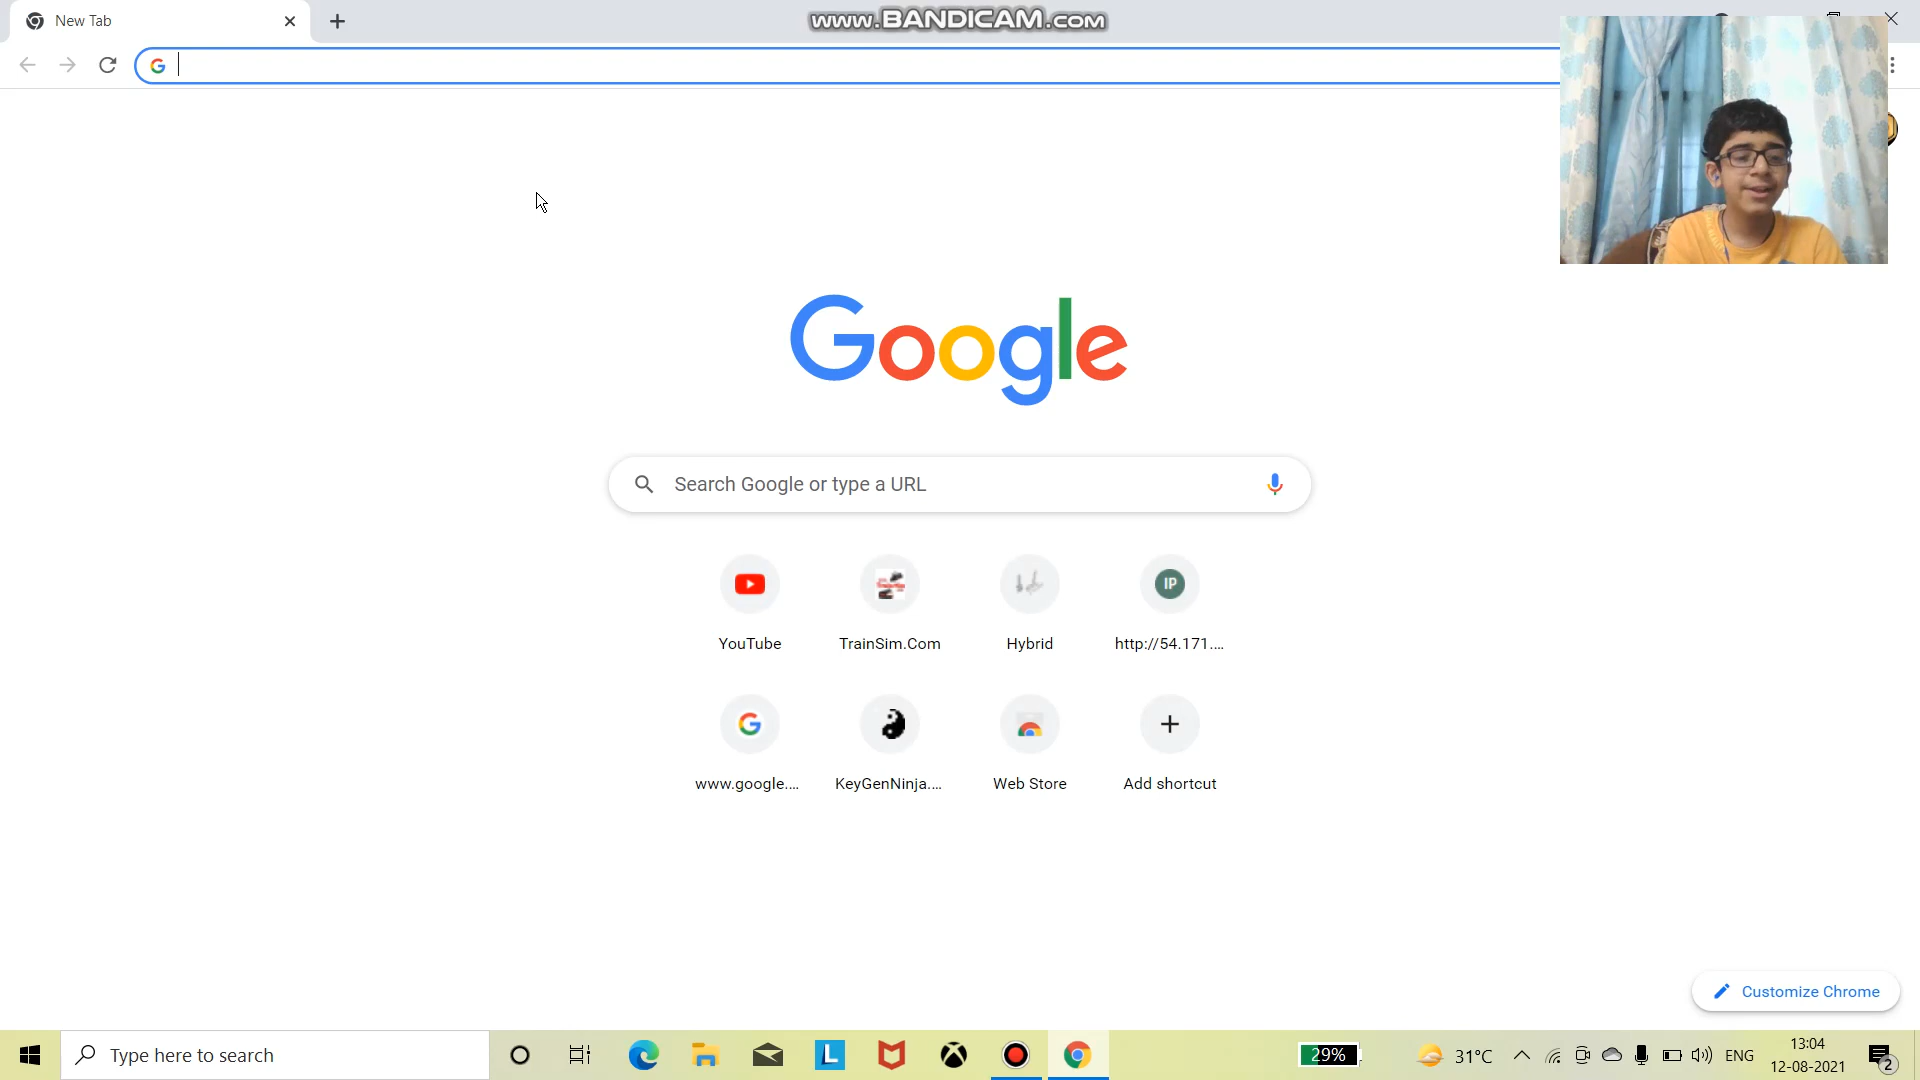 New Tab
www.BANDICAM.com
Google
Search Google or type a URL
YouTube
TrainSim.Com
Hybrid
IP
http://54.171....
www.google....
KeyGenNinja....
Web Store
Add shortcut
Customize Chrome
Type here to search
L
29%
31°C
ENG
13:04
12-08-2021
2